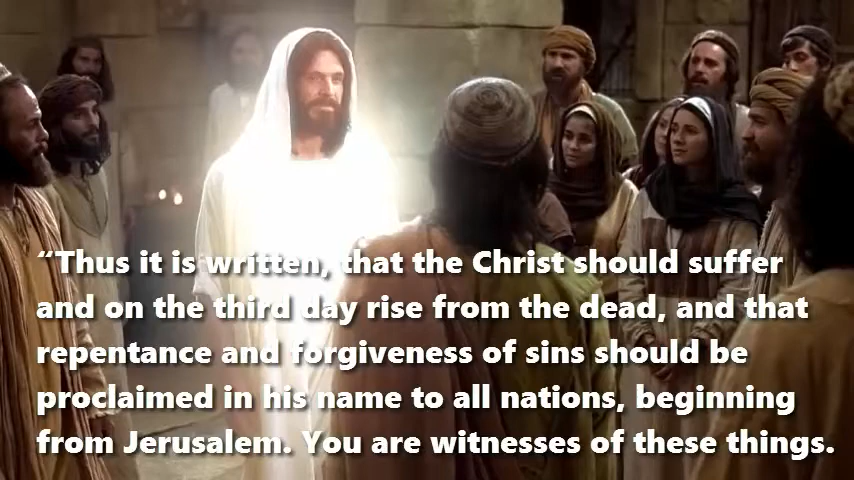 “Thus it is written, that the Christ should suffer
and on the third day rise from the dead, and that
repentance and forgiveness of sins should be
proclaimed in his name to all nations, beginning
from Jerusalem. You are witnesses of these things.